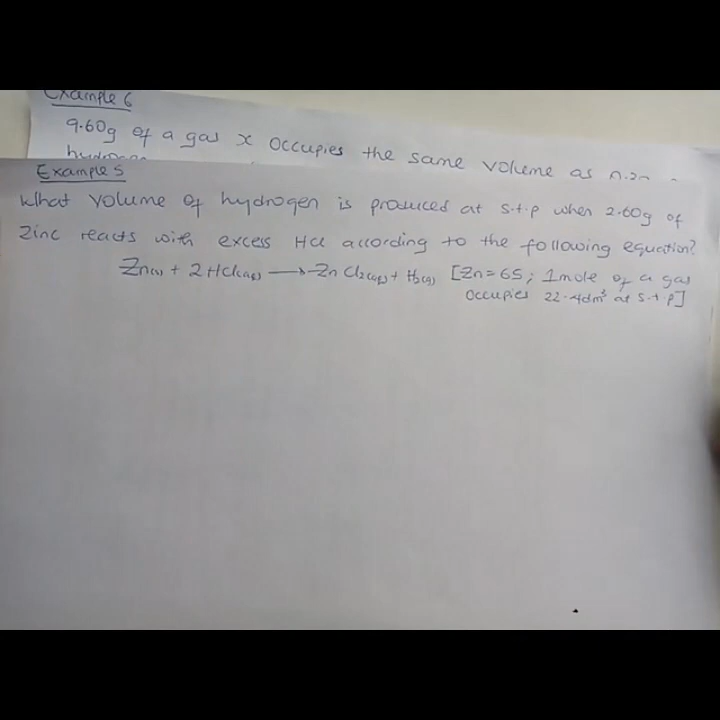 Example 6
9.60g of a gas x occupies the same volume as
Example 5
What volume of hydrogen is produced at s.t.p when 2.60g of
Zinc reacts with excess HCl according to the following equation?
Zn(s) + 2HCl(aq) → ZnCl2(aq) + H2(g) [Zn=65; 1mole of a gas
occupies 22.4dm³ at s.t.p]